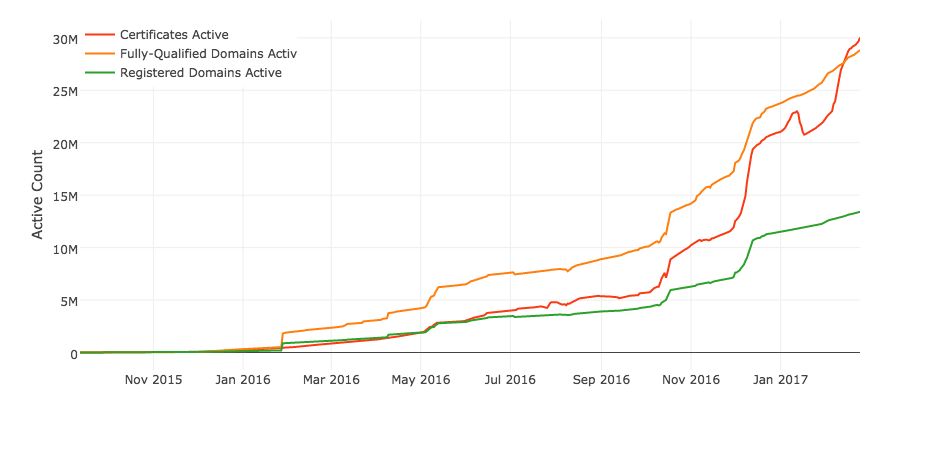 Certificates Active
Fully-Qualified Domains Activ
Registered Domains Active
Active Count
30M
25M
20M
15M
10M
5M
0
Nov 2015 Jan 2016 Mar 2016 May 2016 Jul 2016 Sep 2016 Nov 2016 Jan 2017